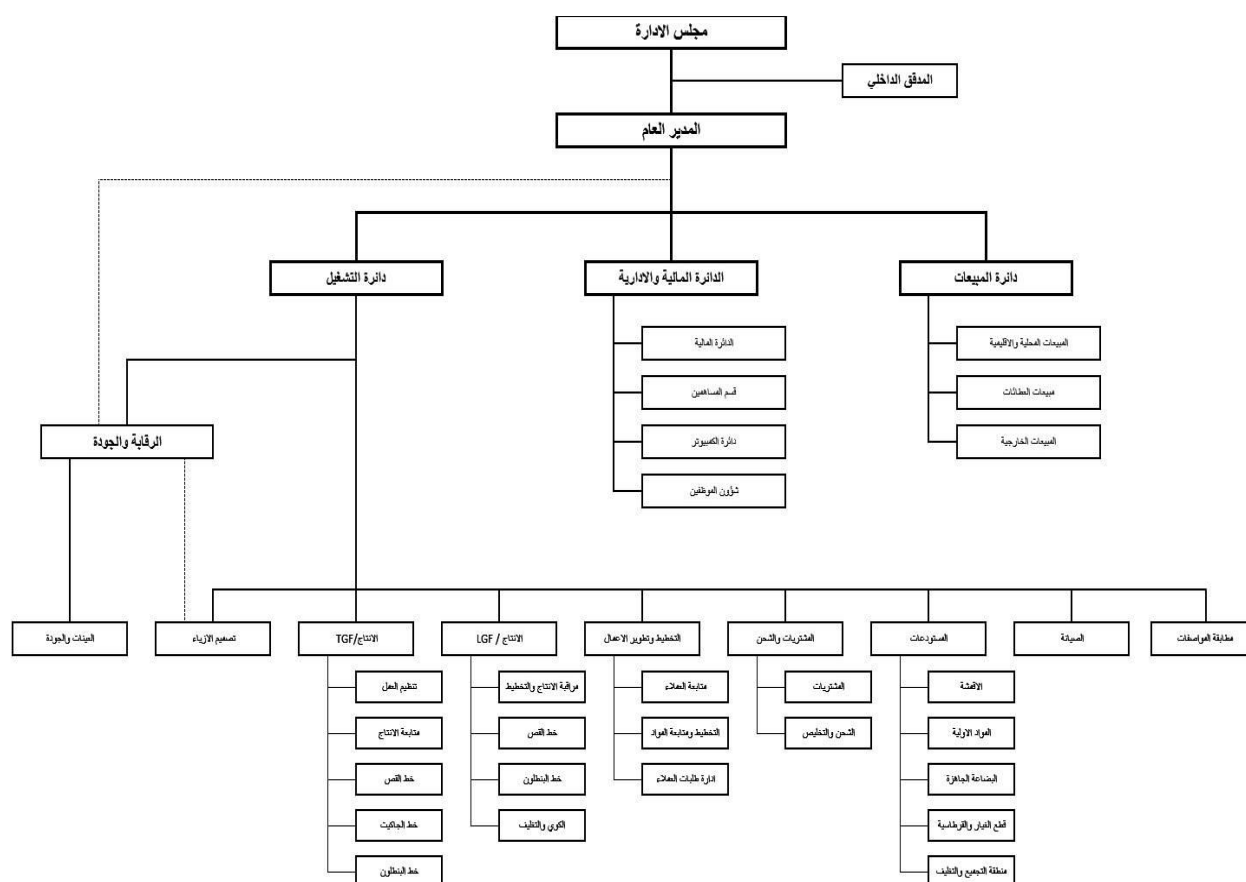 مجلس الادارة
المدقق الداخلي
المدير العام
دائرة المبيعات
الدائرة المالية والادارية
دائرة التشغيل
المبيعات المحلية والاقليمية
مبيعات العطائات
المبيعات الخارجية
الدائرة المالية
قسم المساهمين
دائرة الكمبيوتر
شؤون الموظفين
الرقابة والجودة
مطابقة المواصفات
الصيانة
المستودعات
المشتريات والشحن
التخطيط وتطوير الاعمال
الانتاج / LGF
الانتاج/TGF
تصميم الازياء
العينات والجودة
الاقمشة
المواد الاولية
البضاعة الجاهزة
قطع الغيار والقرطاسية
منطقة التجميع والتغليف
المشتريات
الشحن والتخليص
متابعة العملاء
التخطيط ومتابعة المواد
ادارة طلبات العملاء
مراقبة الانتاج والتخطيط
خط القص
خط البنطلون
الكوي والتغليف
تنظيم العمل
متابعة الانتاج
خط القص
خط الجاكيت
خط البنطلون